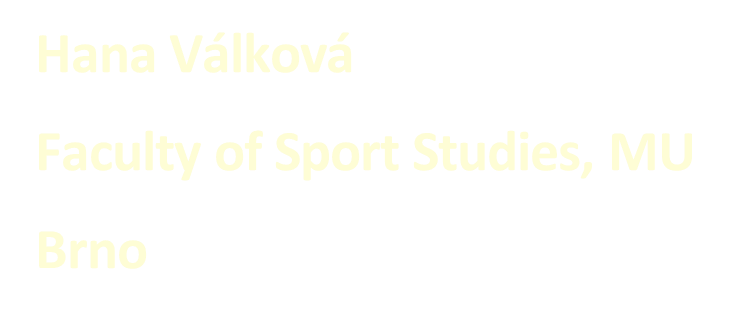 Hana Válková
Faculty of Sport Studies, MU
Brno